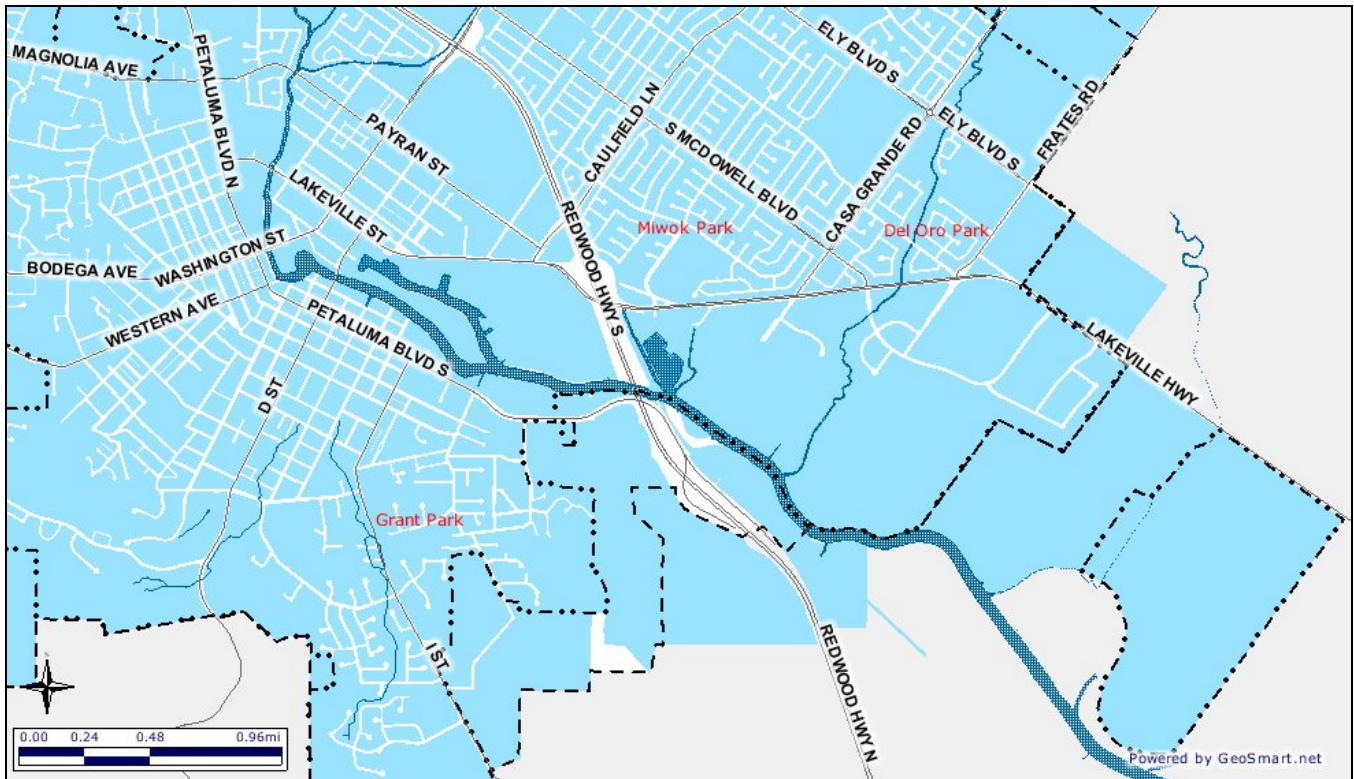 MAGNOLIA AVE
PETALUMA BLVD N
PAYRAN ST
CAULFIELD LN
ELY BLVD S
S MCDOWELL BLVD
CASA GRANDE RD
ELY BLVD S
FRATES RD
LAKEVILLE ST
REDWOOD HWY S
Miwok Park
Del Oro Park
BODEGA AVE
WASHINGTON ST
WESTERN AVE
PETALUMA BLVD S
D ST
LAKEVILLE HWY
Grant Park
I ST
REDWOOD HWY N
N
0.00 0.24 0.48 0.96mi
Powered by GeoSmart.net